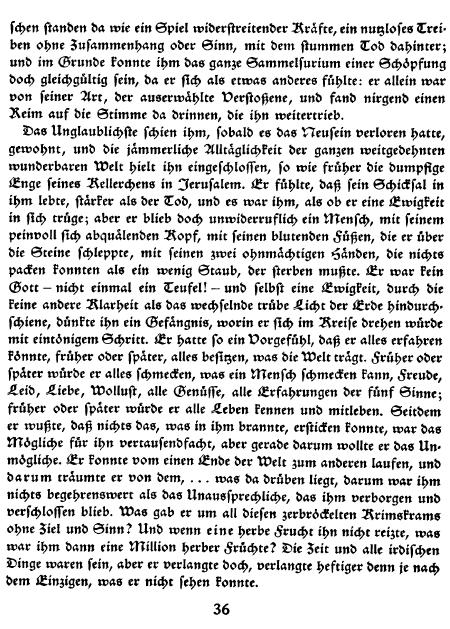 schen standen da wie ein Spiel widerstreitender Kräfte, ein nutzloses Trei-
ben ohne Zusammenhang oder Sinn, mit dem stummen Tod dahinter;
und im Grunde konnte ihm das ganze Sammelsurium einer Schöpfung
doch gleichgültig sein, da er sich als etwas anderes fühlte: er allein war
von seiner Art, der auserwählte Verstoßene, und fand nirgend einen
Reim auf die Stimme da drinnen, die ihn weitertrieb.
Das Unglaublichste schien ihm, sobald es das Neusein verloren hatte,
gewohnt, und die jämmerliche Alltäglichkeit der ganzen weitgedehnten
wunderbaren Welt hielt ihn eingeschlossen, so wie früher die dumpfige
Enge seines Kellerchens in Jerusalem. Er fühlte, daß sein Schicksal in
ihm lebte, stärker als der Tod, und es war ihm, als ob er eine Ewigkeit
in sich trüge; aber er blieb doch unwiderruflich ein Mensch, mit seinem
peinvoll sich abquälenden Kopf, mit seinen blutenden Füßen, die er über
die Steine schleppte, mit seinen zwei ohnmächtigen Händen, die nichts
packen konnten als ein wenig Staub, der sterben mußte. Er war kein
Gott – nicht einmal ein Teufel! – und selbst eine Ewigkeit, durch die
keine andere Klarheit als das wechselnde trübe Licht der Erde hindurch-
schiene, dünkte ihn ein Gefängnis, worin er sich im Kreise drehen würde
mit eintönigem Schritt. Er hatte so ein Vorgefühl, daß er alles erfahren
könnte, früher oder später, alles besitzen, was die Welt trägt. Früher oder
später würde er alles schmecken, was ein Mensch schmecken kann, Freude,
Leid, Liebe, Wollust, alle Genüsse, alle Erfahrungen der fünf Sinne;
früher oder später würde er alle Leben kennen und mitleben. Seitdem
er wußte, daß nichts das, was in ihm brannte, ersticken konnte, war das
Mögliche für ihn vertausendfacht, aber gerade darum wollte er das Un-
mögliche. Er konnte vom einen Ende der Welt zum anderen laufen, und
darum träumte er von dem, ... was da drüben liegt, darum war ihm
nichts begehrenswert als das Unaussprechliche, das ihm verborgen und
verschlossen blieb. Was gab er um all diesen zerbröckelten Krimskrams
ohne Ziel und Sinn? Und wenn eine herbe Frucht ihn nicht reizte, was
war ihm dann eine Million herber Früchte? Die Zeit und alle irdischen
Dinge waren sein, aber er verlangte doch, verlangte heftiger denn je nach
dem Einzigen, was er nicht sehen konnte.
36